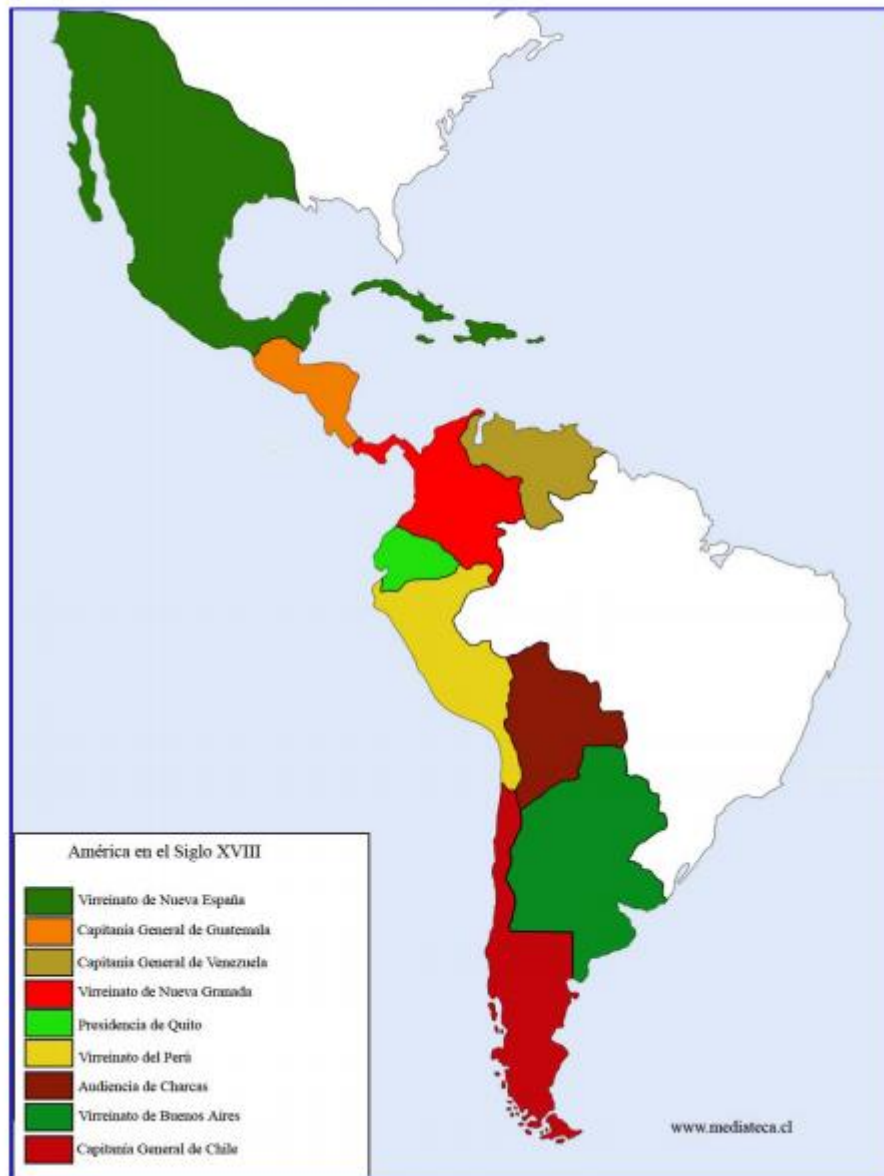 América en el Siglo XVIII
Virreinato de Nueva España
Capitanía General de Guatemala
Capitanía General de Venezuela
Virreinato de Nueva Granada
Presidencia de Quito
Virreinato del Perú
Audiencia de Charcas
Virreinato de Buenos Aires
Capitanía General de Chile
www.mediateca.cl